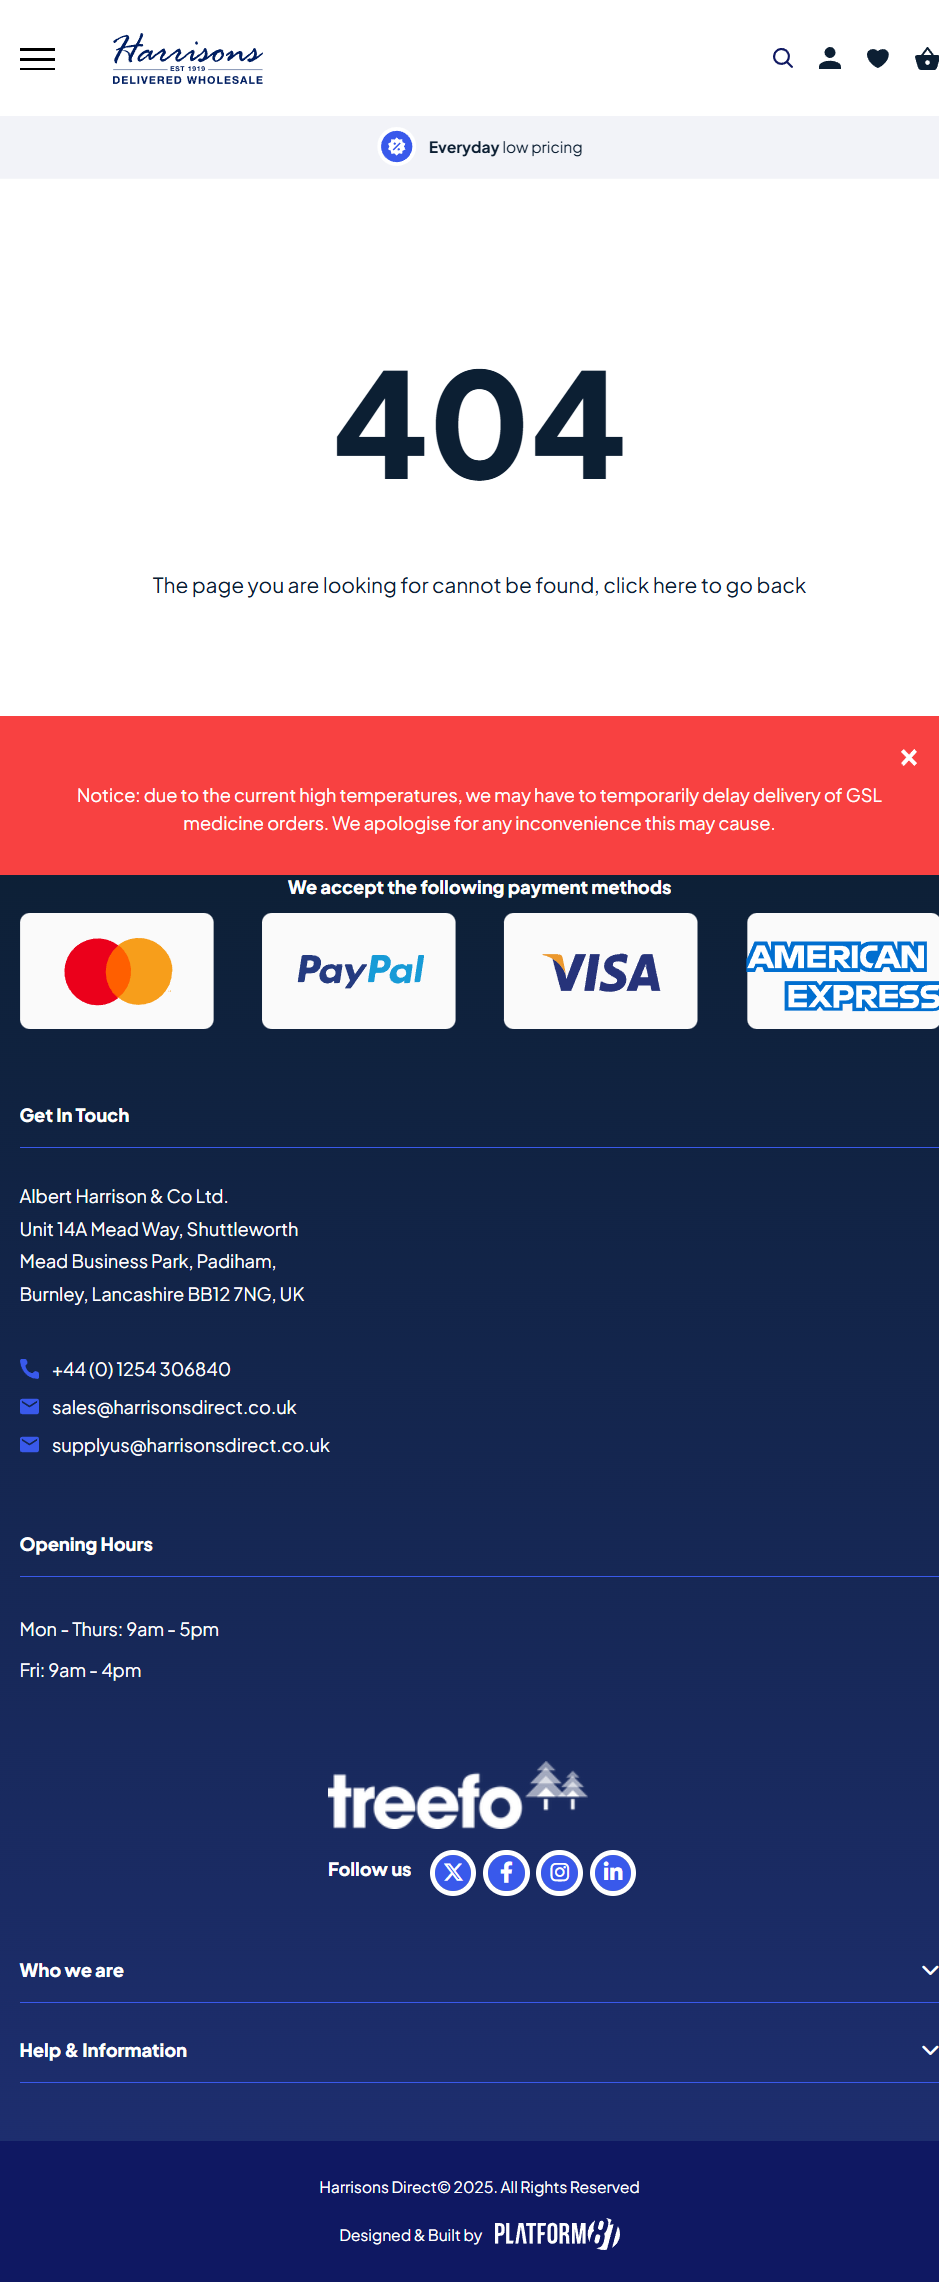 Harrisons
EST 1919
DELIVERED WHOLESALE
Everyday low pricing
404
The page you are looking for cannot be found, click here to go back
Notice: due to the current high temperatures, we may have to temporarily delay delivery of GSL
medicine orders. We apologise for any inconvenience this may cause.
We accept the following payment methods
PayPal
VISA
AMERICAN
EXPRESS
Get In Touch
Albert Harrison & Co Ltd.
Unit 14A Mead Way, Shuttleworth
Mead Business Park, Padiham,
Burnley, Lancashire BB12 7NG, UK
+44 (0) 1254 306840
sales@harrisonsdirect.co.uk
supplyus@harrisonsdirect.co.uk
Opening Hours
Mon - Thurs: 9am - 5pm
Fri: 9am - 4pm
treefo
Follow us
Who we are
Help & Information
Harrisons Direct© 2025. All Rights Reserved
Designed & Built by PLATFORM81